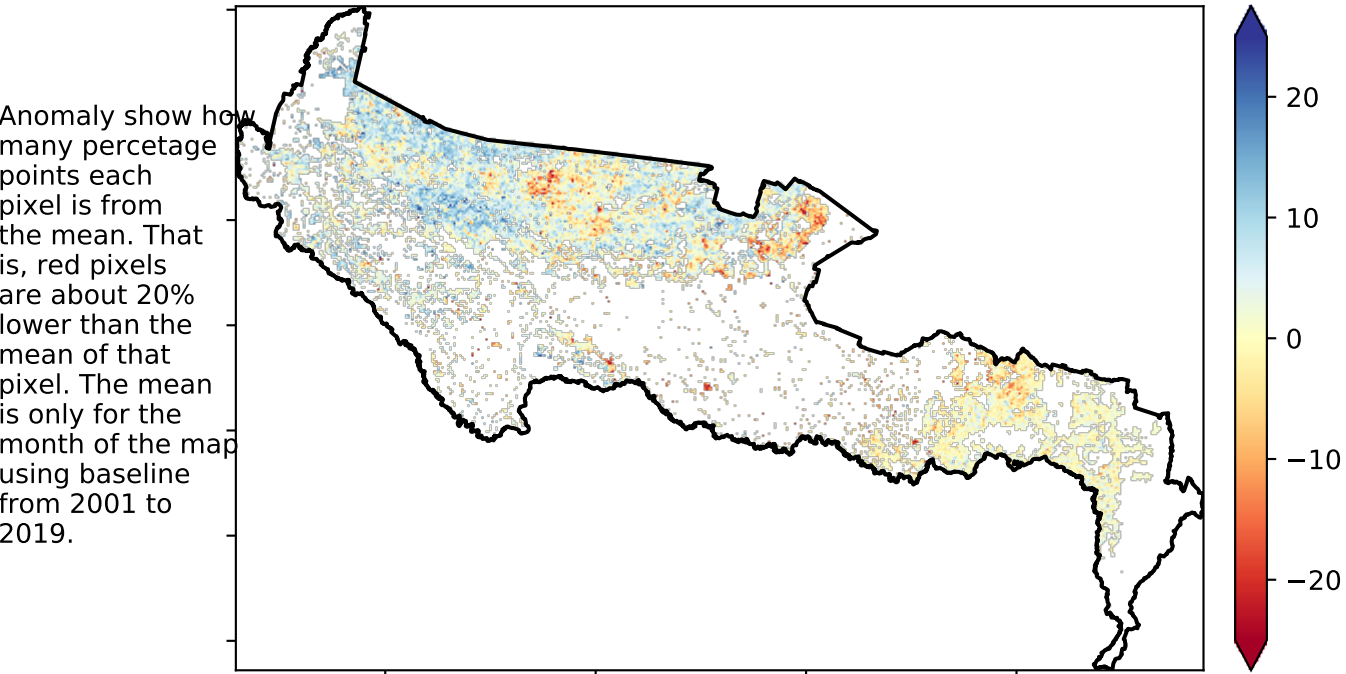 Anomaly show how
many percetage
points each
pixel is from
the mean. That
is, red pixels
are about 20%
lower than the
mean of that
pixel. The mean
is only for the
month of the map
using baseline
from 2001 to
2019.
20
10
0
−10
−20